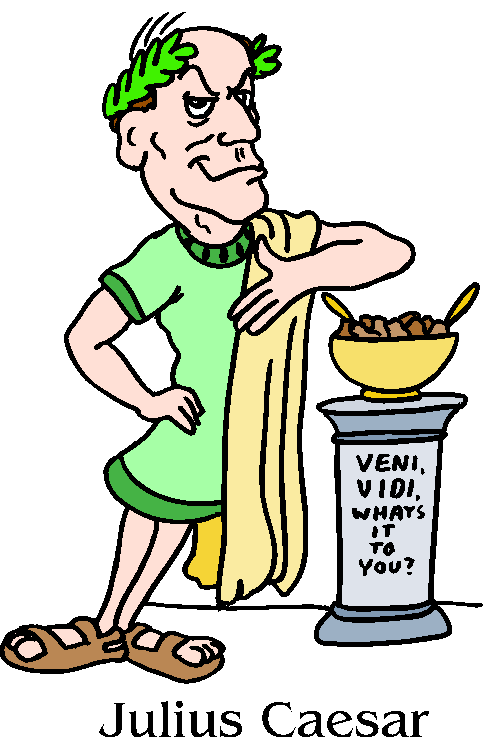 VENI,
VIDI,
WHATS
IT
TO
YOU?
Julius Caesar